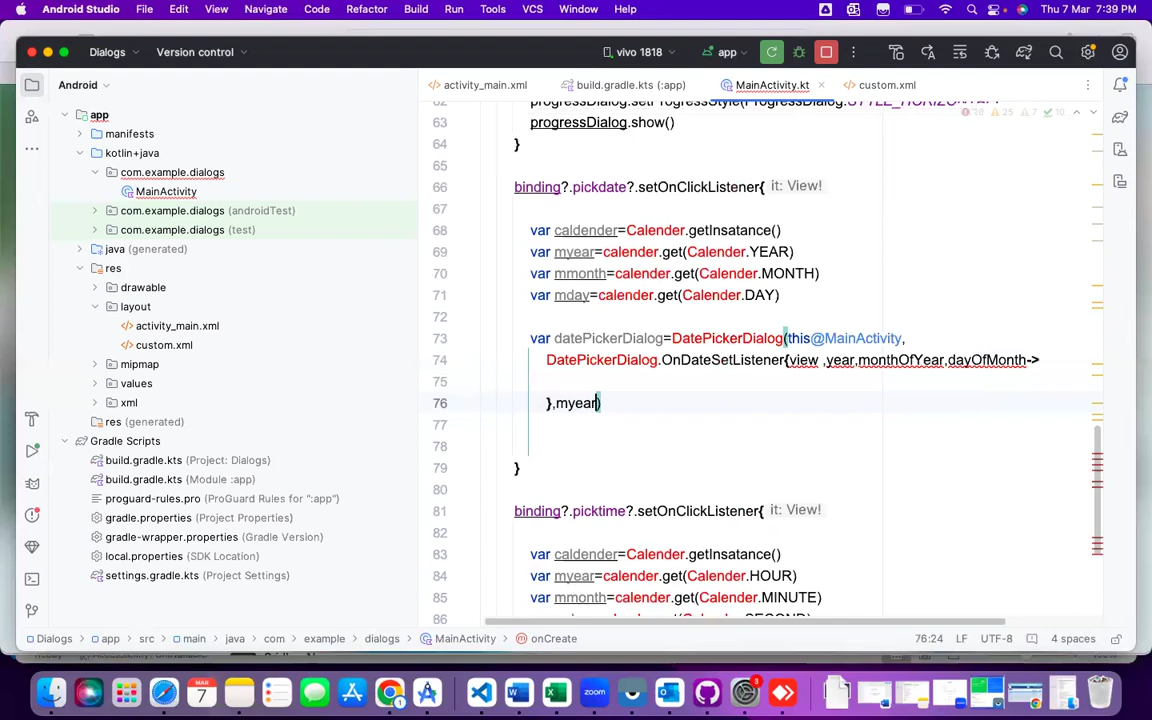 Android Studio File Edit View Navigate Code Refactor Build Run Tools VCS Window Help Thu 7 Mar 7:39 PM
Dialogs Version control vivo 1818 app
Android activity_main.xml build.gradle.kts (:app) MainActivity.kt custom.xml
app
manifests
kotlin+java
com.example.dialogs
MainActivity
com.example.dialogs (androidTest)
com.example.dialogs (test)
java (generated)
res
drawable
layout
activity_main.xml
custom.xml
mipmap
values
xml
res (generated)
Gradle Scripts
build.gradle.kts (Project: Dialogs)
build.gradle.kts (Module :app)
proguard-rules.pro (ProGuard Rules for ":app")
gradle.properties (Project Properties)
gradle-wrapper.properties (Gradle Version)
local.properties (SDK Location)
settings.gradle.kts (Project Settings)
25 7 10
63 progressDialog.show()
64 }
65
66 binding?.pickdate?.setOnClickListener{ it: View!
67
68 var caldender=Calender.getInsatance()
69 var myear=calender.get(Calender.YEAR)
70 var mmonth=calender.get(Calender.MONTH)
71 var mday=calender.get(Calender.DAY)
72
73 var datePickerDialog=DatePickerDialog(this@MainActivity,
74 DatePickerDialog.OnDateSetListener{view ,year,monthOfYear,dayOfMonth->
75
76 },myear)
77
78
79 }
80
81 binding?.picktime?.setOnClickListener{ it: View!
82
83 var caldender=Calender.getInsatance()
84 var myear=calender.get(Calender.HOUR)
85 var mmonth=calender.get(Calender.MINUTE)
86
Dialogs app src main java com example dialogs MainActivity onCreate 76:24 LF UTF-8 4 spaces
MAR
7 zoom 3